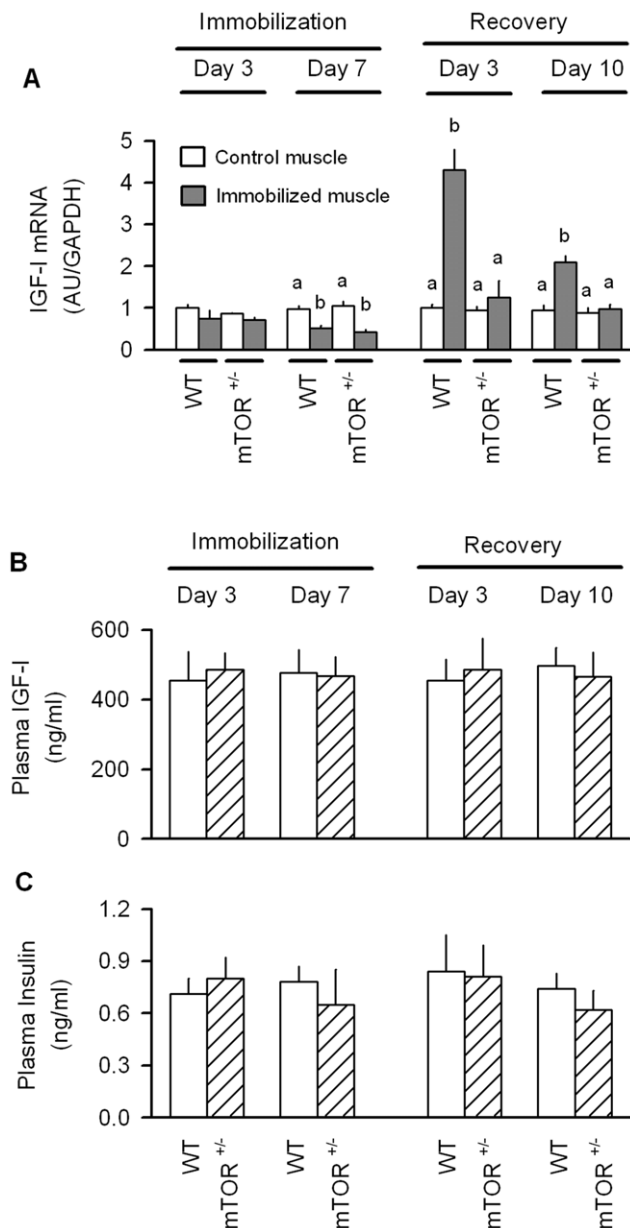 Immobilization Recovery
A Day 3 Day 7 Day 3 Day 10
IGF-I mRNA
(AU/GAPDH)
5
4
3
2
1
0
Control muscle
Immobilized muscle
a b a b
a b a a
a b a a
WT mTOR +/- WT mTOR +/- WT mTOR +/- WT mTOR +/-
B
Immobilization Recovery
Day 3 Day 7 Day 3 Day 10
Plasma IGF-I
(ng/ml)
600
400
200
0
C
Plasma Insulin
(ng/ml)
1.2
0.9
0.6
0.3
0.0
WT mTOR +/- WT mTOR +/- WT mTOR +/- WT mTOR +/-